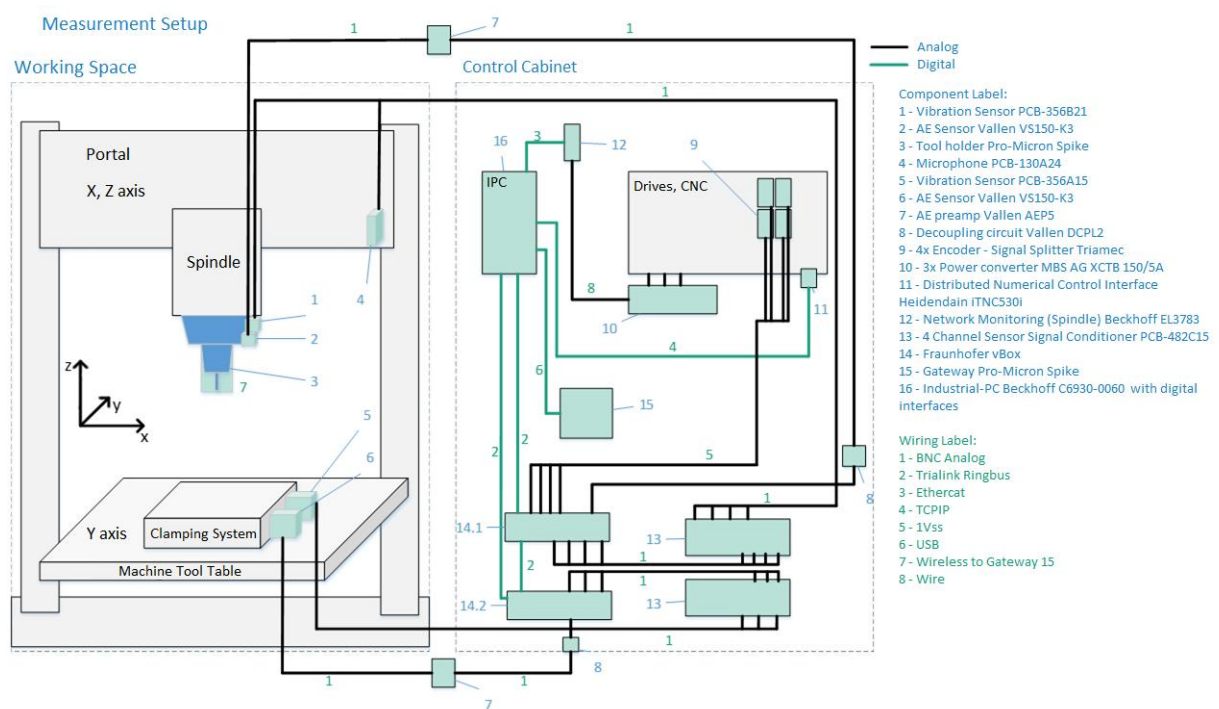 Measurement Setup
1
7
1
Working Space
Control Cabinet
Analog
Digital
1
Component Label:
1 - Vibration Sensor PCB-356B21
2 - AE Sensor Vallen VS150-K3
3 - Tool holder Pro-Micron Spike
4 - Microphone PCB-130A24
5 - Vibration Sensor PCB-356A15
6 - AE Sensor Vallen VS150-K3
7 - AE preamp Vallen AEP5
8 - Decoupling circuit Vallen DCPL2
9 - 4x Encoder - Signal Splitter Triamec
10 - 3x Power converter MBS AG XCTB 150/5A
11 - Distributed Numerical Control Interface
Heidendain iTNC530i
12 - Network Monitoring (Spindle) Beckhoff EL3783
13 - 4 Channel Sensor Signal Conditioner PCB-482C15
14 - Fraunhofer vBox
15 - Gateway Pro-Micron Spike
16 - Industrial-PC Beckhoff C6930-0060 with digital
interfaces
Wiring Label:
1 - BNC Analog
2 - Trialink Ringbus
3 - Ethercat
4 - TCPIP
5 - 1Vss
6 - USB
7 - Wireless to Gateway 15
8 - Wire
Portal
X, Z axis
Spindle
1
4
2
3
7
z
y
x
5
6
Y axis
Clamping System
Machine Tool Table
16
3
12
9
IPC
Drives, CNC
8
10
11
4
6
15
2
2
5
8
1
14.1
13
1
2
1
14.2
13
1
8
1
1
7